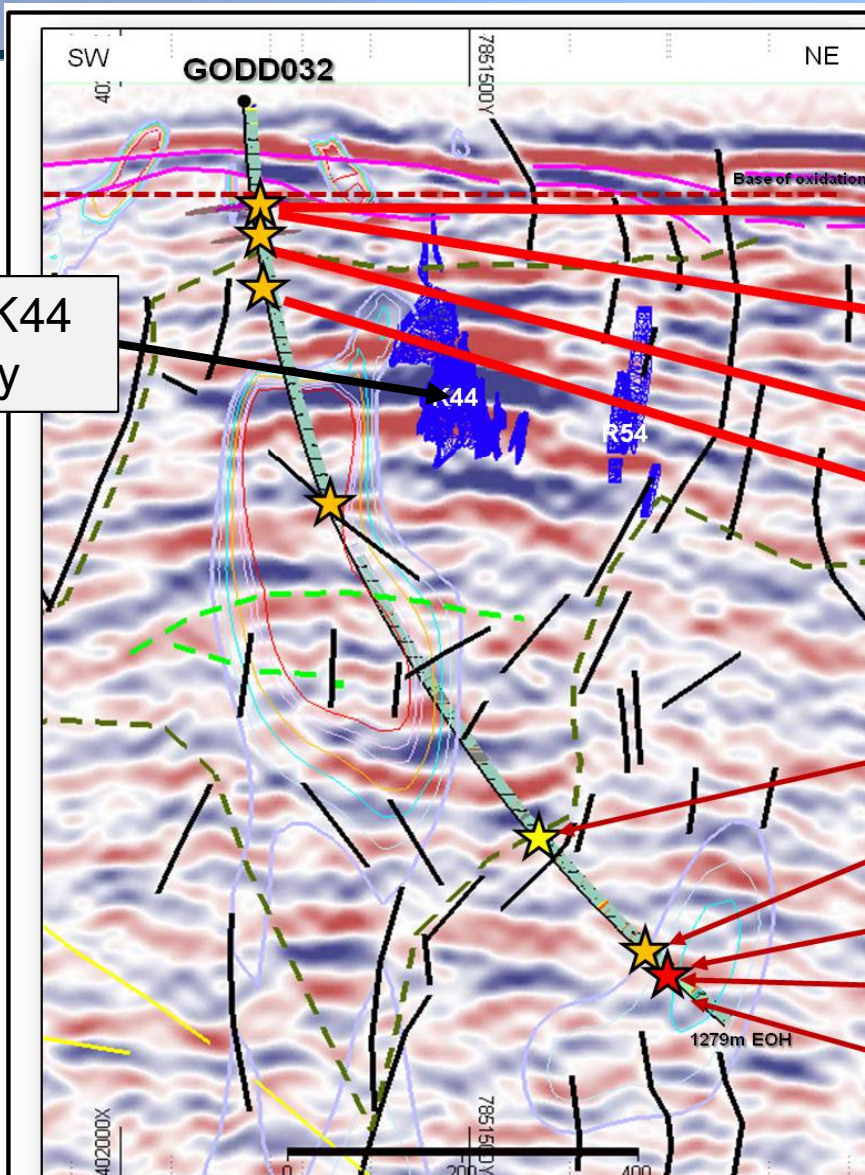 SW
GODD032
7851500Y
NE
Base of oxidation
K44
y
K44
R54
1279m EOH
402000X
7851500Y
0
200
400